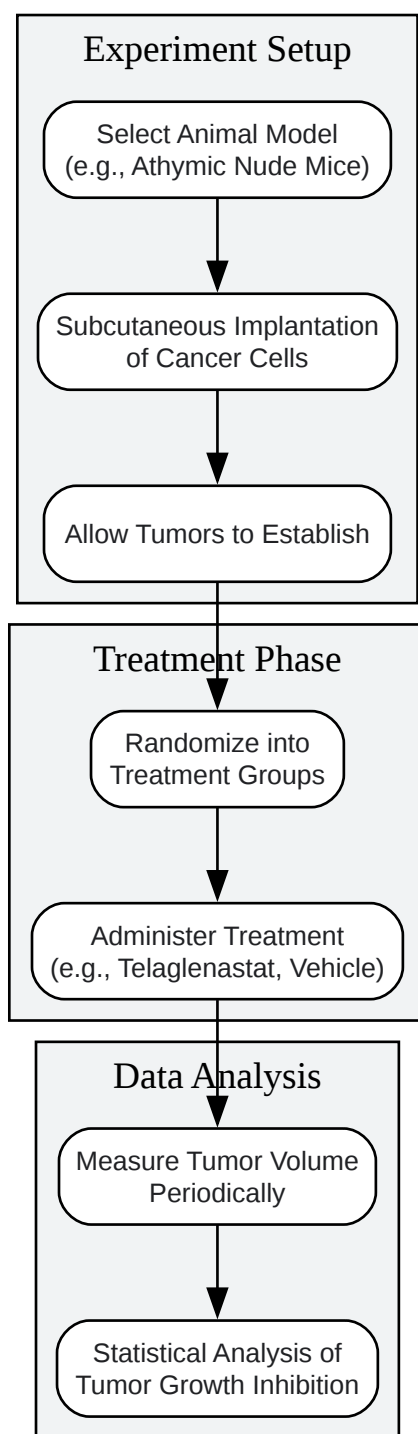 Experiment Setup
Select Animal Model
(e.g., Athymic Nude Mice)
Subcutaneous Implantation
of Cancer Cells
Allow Tumors to Establish
Treatment Phase
Randomize into
Treatment Groups
Administer Treatment
(e.g., Telaglenastat, Vehicle)
Data Analysis
Measure Tumor Volume
Periodically
Statistical Analysis of
Tumor Growth Inhibition